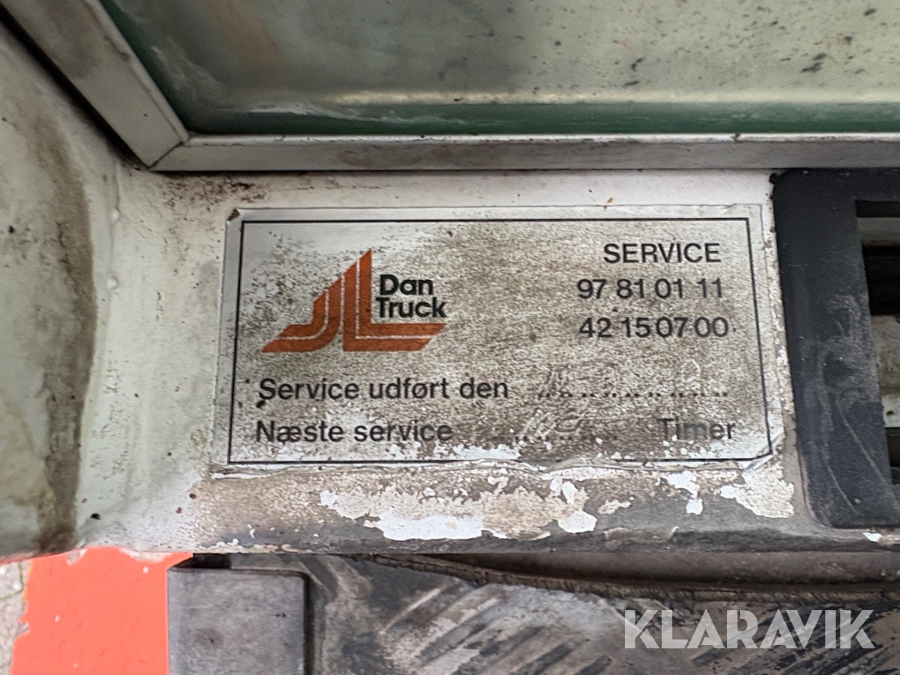 Dan
Truck
SERVICE
97 81 01 11
42 15 07 00
Service udført den
Næste service Timer
KLARAVIK